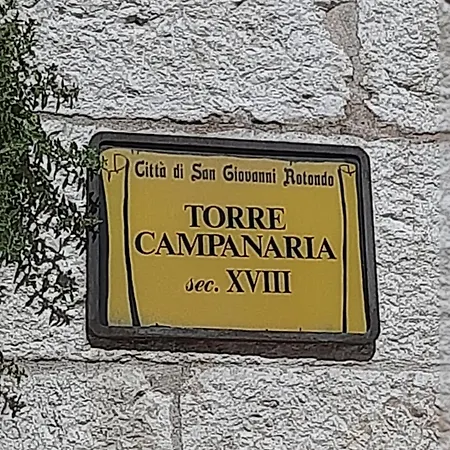 Città di San Giovanni Rotondo
TORRE
CAMPANARIA
sec. XVIII